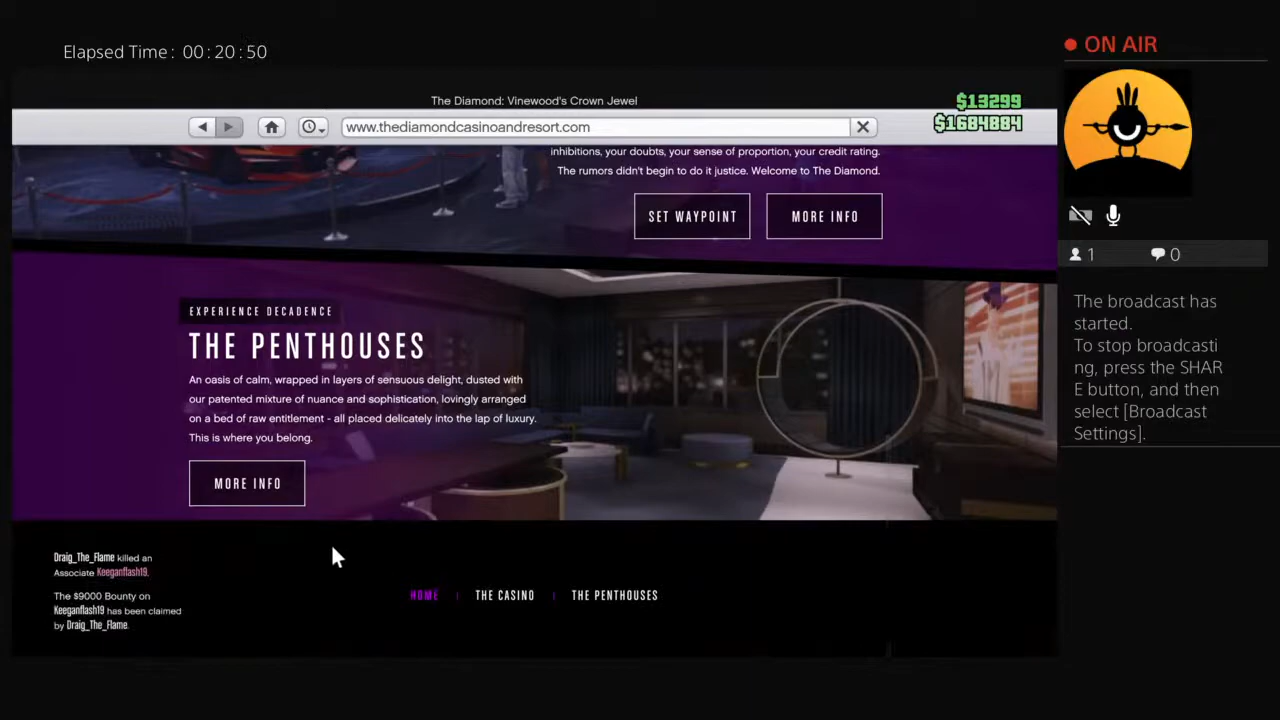 Elapsed Time: 00:20:50
ON AIR
The Diamond: Vinewood's Crown Jewel
$13299
$1684884
www.thediamondcasinoandresort.com
inhibitions, your doubts, your sense of proportion, your credit rating.
The rumors didn't begin to do it justice. Welcome to The Diamond.
SET WAYPOINT
MORE INFO
1
0
EXPERIENCE DECADENCE
THE PENTHOUSES
An oasis of calm, wrapped in layers of sensuous delight, dusted with
our patented mixture of nuance and sophistication, lovingly arranged
on a bed of raw entitlement - all placed delicately into the lap of luxury.
This is where you belong.
MORE INFO
The broadcast has
started.
To stop broadcasti
ng, press the SHAR
E button, and then
select [Broadcast
Settings].
Draig_The_Flame killed an
Associate Keeganflash19.
The $9000 Bounty on
Keeganflash19 has been claimed
by Draig_The_Flame.
HOME
THE CASINO
THE PENTHOUSES